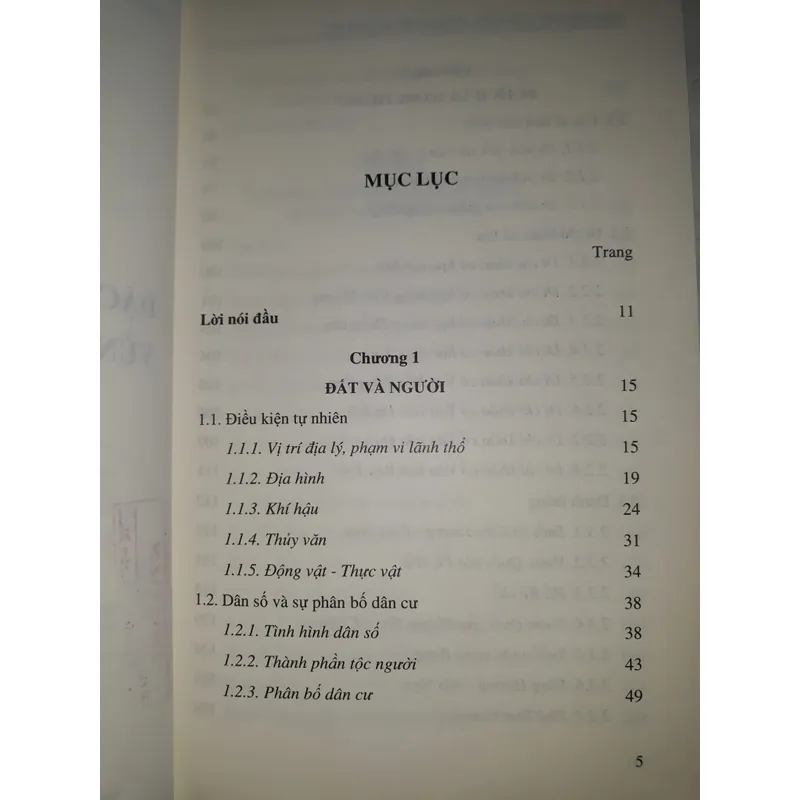 MỤC LỤC
Trang
Lời nói đầu 11
Chương 1
ĐẤT VÀ NGƯỜI 15
1.1. Điều kiện tự nhiên 15
1.1.1. Vị trí địa lý, phạm vi lãnh thổ 15
1.1.2. Địa hình 19
1.1.3. Khí hậu 24
1.1.4. Thủy văn 31
1.1.5. Động vật - Thực vật 34
1.2. Dân số và sự phân bố dân cư 38
1.2.1. Tình hình dân số 38
1.2.2. Thành phần tộc người 43
1.2.3. Phân bố dân cư 49
5